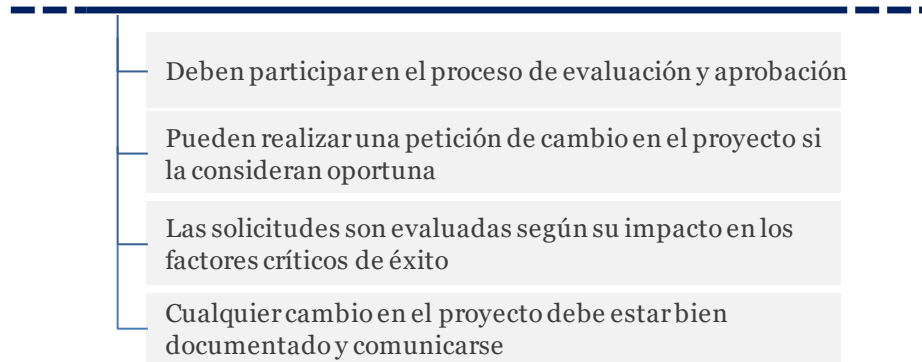 Deben participar en el proceso de evaluación y aprobación
Pueden realizar una petición de cambio en el proyecto si
la consideran oportuna
Las solicitudes son evaluadas según su impacto en los
factores críticos de éxito
Cualquier cambio en el proyecto debe estar bien
documentado y comunicarse